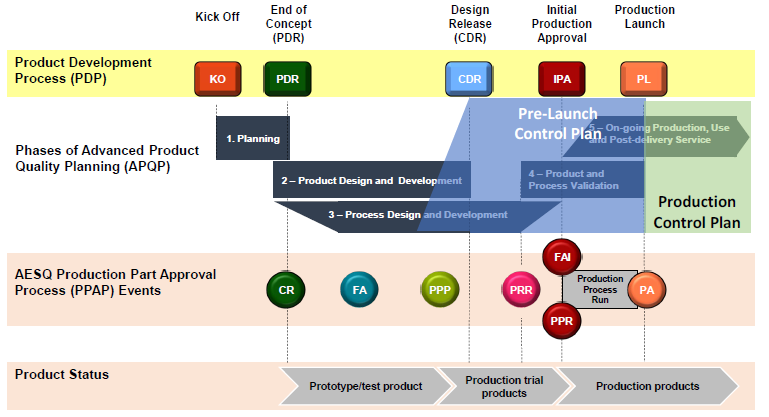 Kick Off
End of
Concept
(PDR)
Design
Release
(CDR)
Initial
Production
Approval
Production
Launch
Product Development
Process (PDP)
KO
PDR
CDR
IPA
PL
Phases of Advanced Product
Quality Planning (APQP)
1. Planning
2 – Product Design and Development
3 – Process Design and Development
Pre-Launch
Control Plan
4 – Product and
Process Validation
5 – On-going Production, Use
and Post-delivery Service
Production
Control Plan
AESQ Production Part Approval
Process (PPAP) Events
CR
FA
PPP
PRR
FAI
PPR
Production
Process
Run
PA
Product Status
Prototype/test product
Production trial
products
Production products